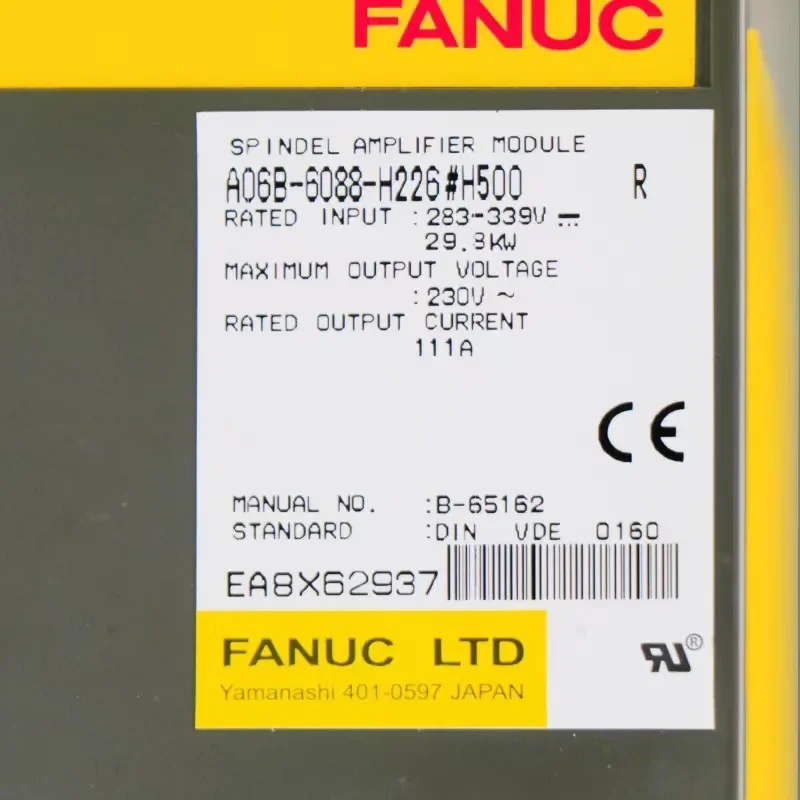 FANUC
SPINDEL AMPLIFIER MODULE
A06B-6088-H226#H500 R
RATED INPUT :283-339V ⎓
29.8KW
MAXIMUM OUTPUT VOLTAGE
:230V ~
RATED OUTPUT CURRENT
111A
CE
MANUAL NO. :B-65162
STANDARD :DIN VDE 0160
EA8X62937
FANUC LTD
Yamanashi 401-0597 JAPAN
RU®